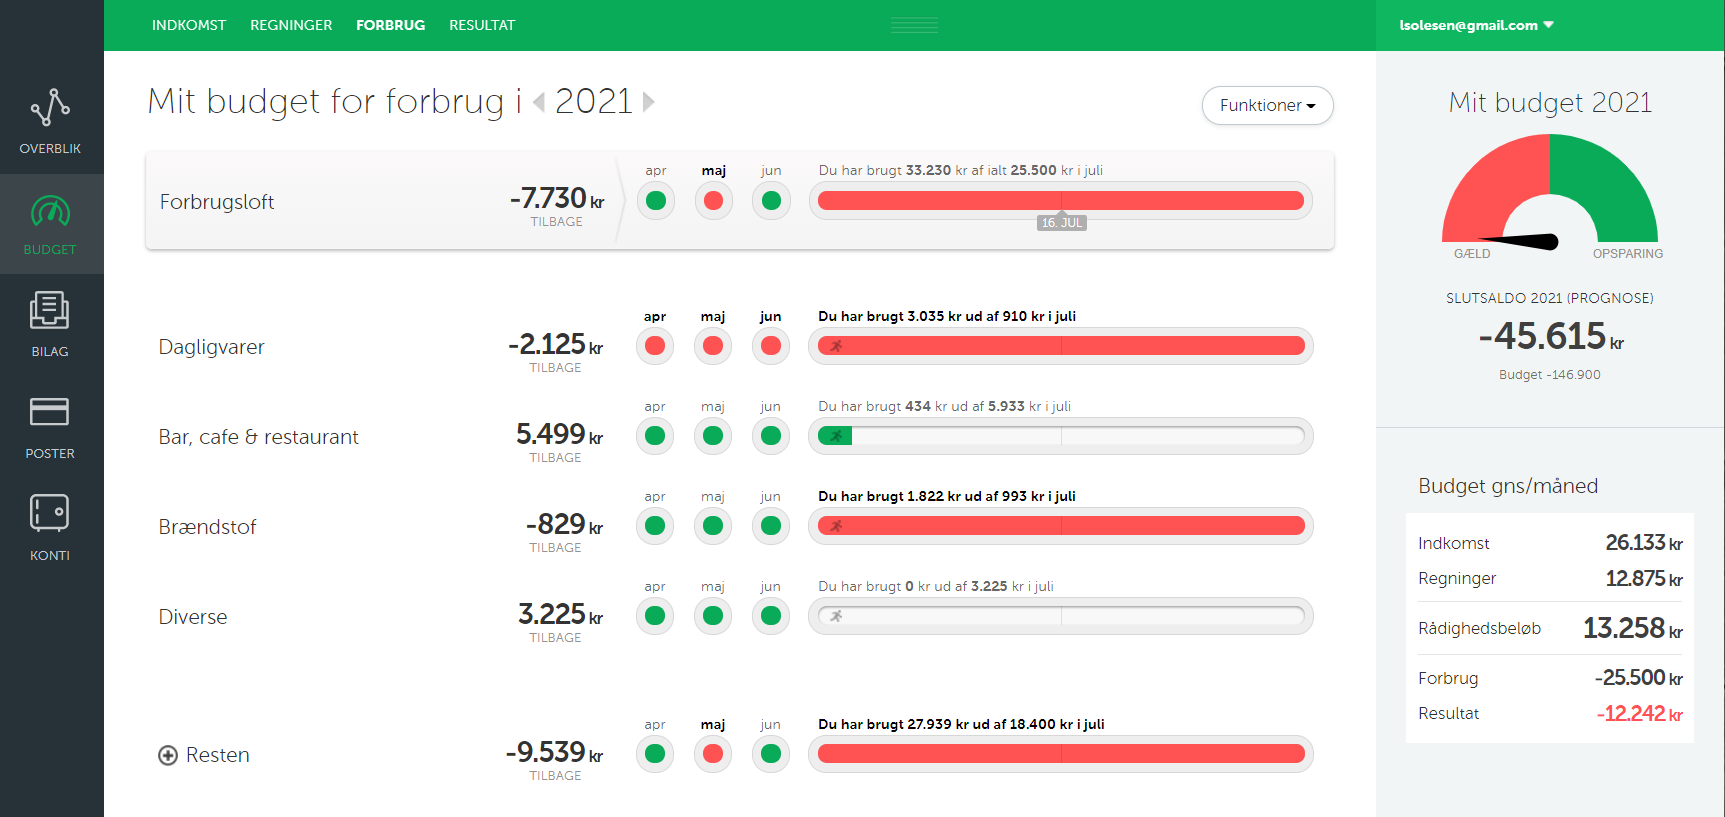 INDKOMST REGNINGER FORBRUG RESULTAT
lsolesen@gmail.com
OVERBLIK
BUDGET
BILAG
POSTER
KONTI
Mit budget for forbrug i 2021
Funktioner
Forbrugsloft
-7.730 kr
TILBAGE
apr maj jun
Du har brugt 33.230 kr af ialt 25.500 kr i juli
16. JUL
Dagligvarer
-2.125 kr
TILBAGE
apr maj jun
Du har brugt 3.035 kr ud af 910 kr i juli
Bar, cafe & restaurant
5.499 kr
TILBAGE
apr maj jun
Du har brugt 434 kr ud af 5.933 kr i juli
Brændstof
-829 kr
TILBAGE
apr maj jun
Du har brugt 1.822 kr ud af 993 kr i juli
Diverse
3.225 kr
TILBAGE
apr maj jun
Du har brugt 0 kr ud af 3.225 kr i juli
Resten
-9.539 kr
TILBAGE
apr maj jun
Du har brugt 27.939 kr ud af 18.400 kr i juli
Mit budget 2021
GÆLD OPSPARING
SLUTSALDO 2021 (PROGNOSE)
-45.615 kr
Budget -146.900
Budget gns/måned
Indkomst 26.133 kr
Regninger 12.875 kr
Rådighedsbeløb 13.258 kr
Forbrug -25.500 kr
Resultat -12.242 kr